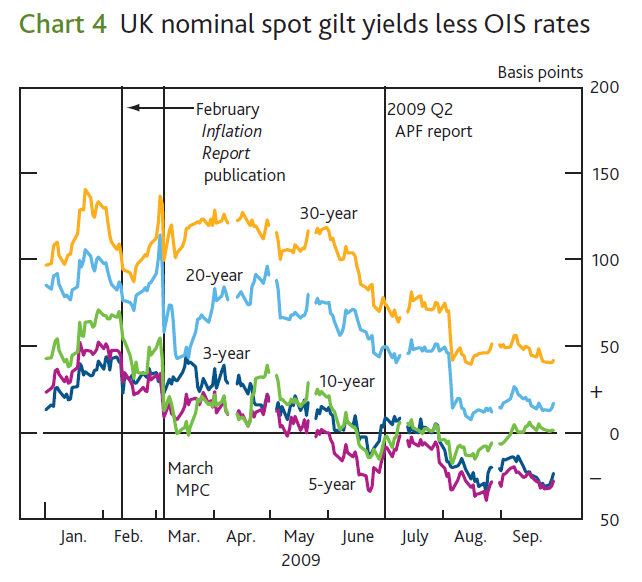 Chart 4 UK nominal spot gilt yields less OIS rates
Basis points
200
February
Inflation
Report
publication
2009 Q2
APF report
150
30-year
100
20-year
3-year
50
10-year
+
0
March
MPC
5-year
–
50
Jan. Feb. Mar. Apr. May June July Aug. Sep.
2009